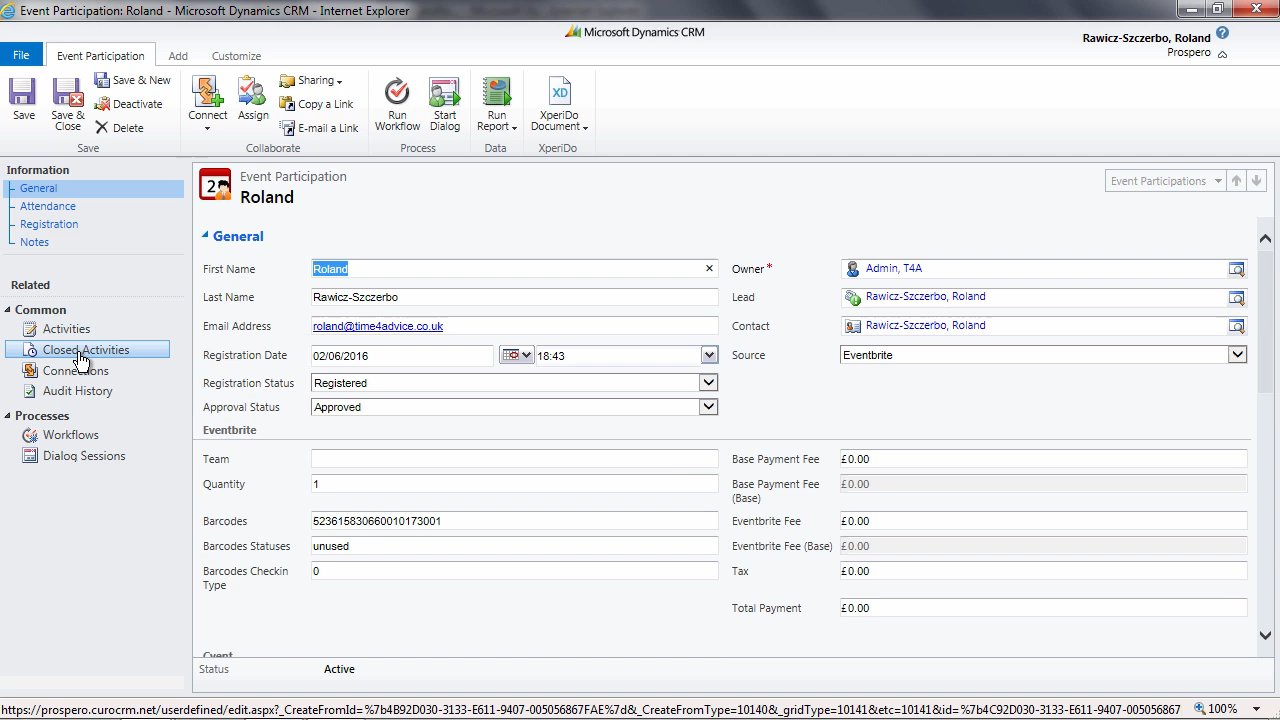 Event Participation: Roland - Microsoft Dynamics CRM - Internet Explorer
Microsoft Dynamics CRM
Rawicz-Szczerbo, Roland
Prospero
File
Event Participation
Add
Customize
Save
Save & Close
Save & New
Deactivate
Delete
Save
Connect
Assign
Sharing
Copy a Link
E-mail a Link
Collaborate
Run Workflow
Start Dialog
Process
Run Report
Data
XD
XperiDo Document
XperiDo
Information
General
Attendance
Registration
Notes
Related
Common
Activities
Closed Activities
Connections
Audit History
Processes
Workflows
Dialog Sessions
Event Participation
Roland
Event Participations
General
First Name Roland
Owner * Admin, T4A
Last Name Rawicz-Szczerbo
Lead Rawicz-Szczerbo, Roland
Email Address roland@time4advice.co.uk
Contact Rawicz-Szczerbo, Roland
Registration Date 02/06/2016 18:43
Source Eventbrite
Registration Status Registered
Approval Status Approved
Eventbrite
Team
Base Payment Fee £0.00
Quantity 1
Base Payment Fee (Base) £0.00
Barcodes 523615830660010173001
Eventbrite Fee £0.00
Barcodes Statuses unused
Eventbrite Fee (Base) £0.00
Barcodes Checkin Type 0
Tax £0.00
Total Payment £0.00
Status Active
https://prospero.curocrm.net/userdefined/edit.aspx?_CreateFromId=%7b4B92D030-3133-E611-9407-005056867FAE%7d&_CreateFromType=10140&_gridType=10141&etc=10141&id=%7b4C92D030-3133-E611-9407-005056867
100%